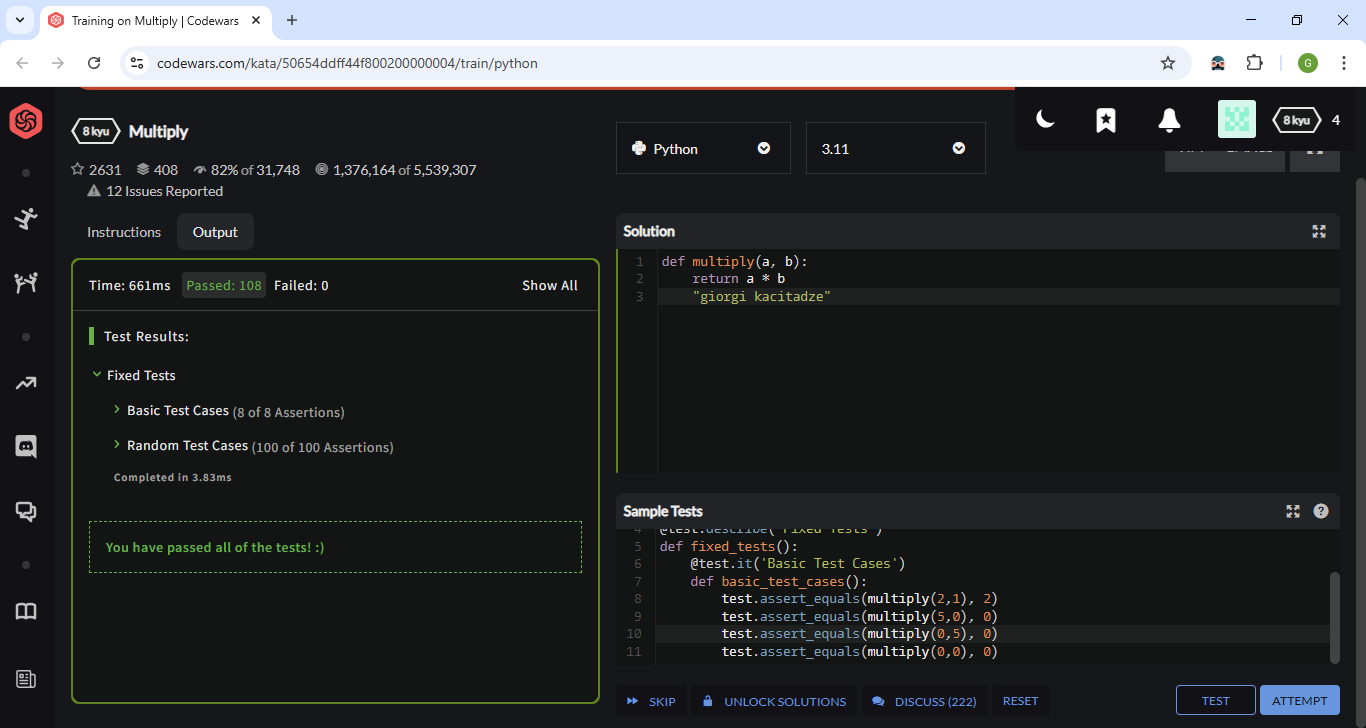 Training on Multiply | Codewars
codewars.com/kata/50654ddff44f800200000004/train/python
G
8 kyu Multiply
2631 408 82% of 31,748 1,376,164 of 5,539,307
12 Issues Reported
Python
3.11
8 kyu 4
Instructions Output
Time: 661ms Passed: 108 Failed: 0 Show All
Test Results:
Fixed Tests
Basic Test Cases (8 of 8 Assertions)
Random Test Cases (100 of 100 Assertions)
Completed in 3.83ms
You have passed all of the tests! :)
Solution
1 def multiply(a, b):
2 return a * b
3 "giorgi kacitadze"
Sample Tests
?
4 @test.describe('Fixed Tests')
5 def fixed_tests():
6 @test.it('Basic Test Cases')
7 def basic_test_cases():
8 test.assert_equals(multiply(2,1), 2)
9 test.assert_equals(multiply(5,0), 0)
10 test.assert_equals(multiply(0,5), 0)
11 test.assert_equals(multiply(0,0), 0)
SKIP UNLOCK SOLUTIONS DISCUSS (222) RESET TEST ATTEMPT